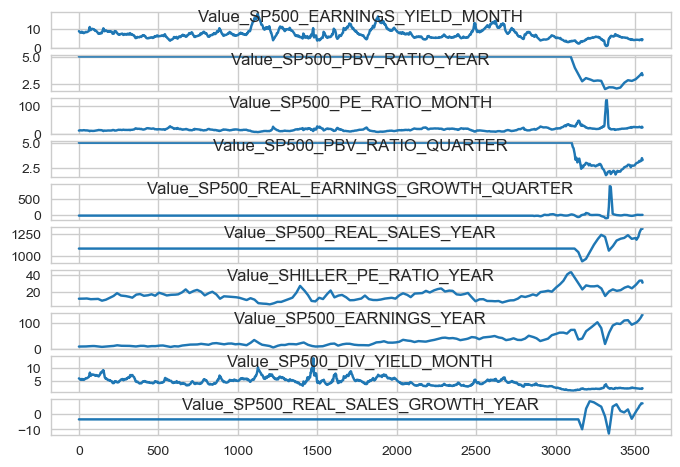 Value_SP500_EARNINGS_YIELD_MONTH
10
0
Value_SP500_PBV_RATIO_YEAR
5.0
2.5
Value_SP500_PE_RATIO_MONTH
100
0
Value_SP500_PBV_RATIO_QUARTER
5.0
2.5
Value_SP500_REAL_EARNINGS_GROWTH_QUARTER
500
0
Value_SP500_REAL_SALES_YEAR
1250
1000
Value_SHILLER_PE_RATIO_YEAR
40
20
Value_SP500_EARNINGS_YEAR
100
0
Value_SP500_DIV_YIELD_MONTH
10
5
Value_SP500_REAL_SALES_GROWTH_YEAR
0
−10
0 500 1000 1500 2000 2500 3000 3500